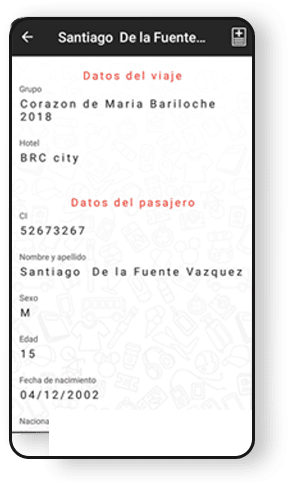 Santiago De la Fuente...
Datos del viaje
Grupo
Corazon de Maria Bariloche
2018
Hotel
BRC city
Datos del pasajero
CI
52673267
Nombre y apellido
Santiago De la Fuente Vazquez
Sexo
M
Edad
15
Fecha de nacimiento
04/12/2002
Naciona